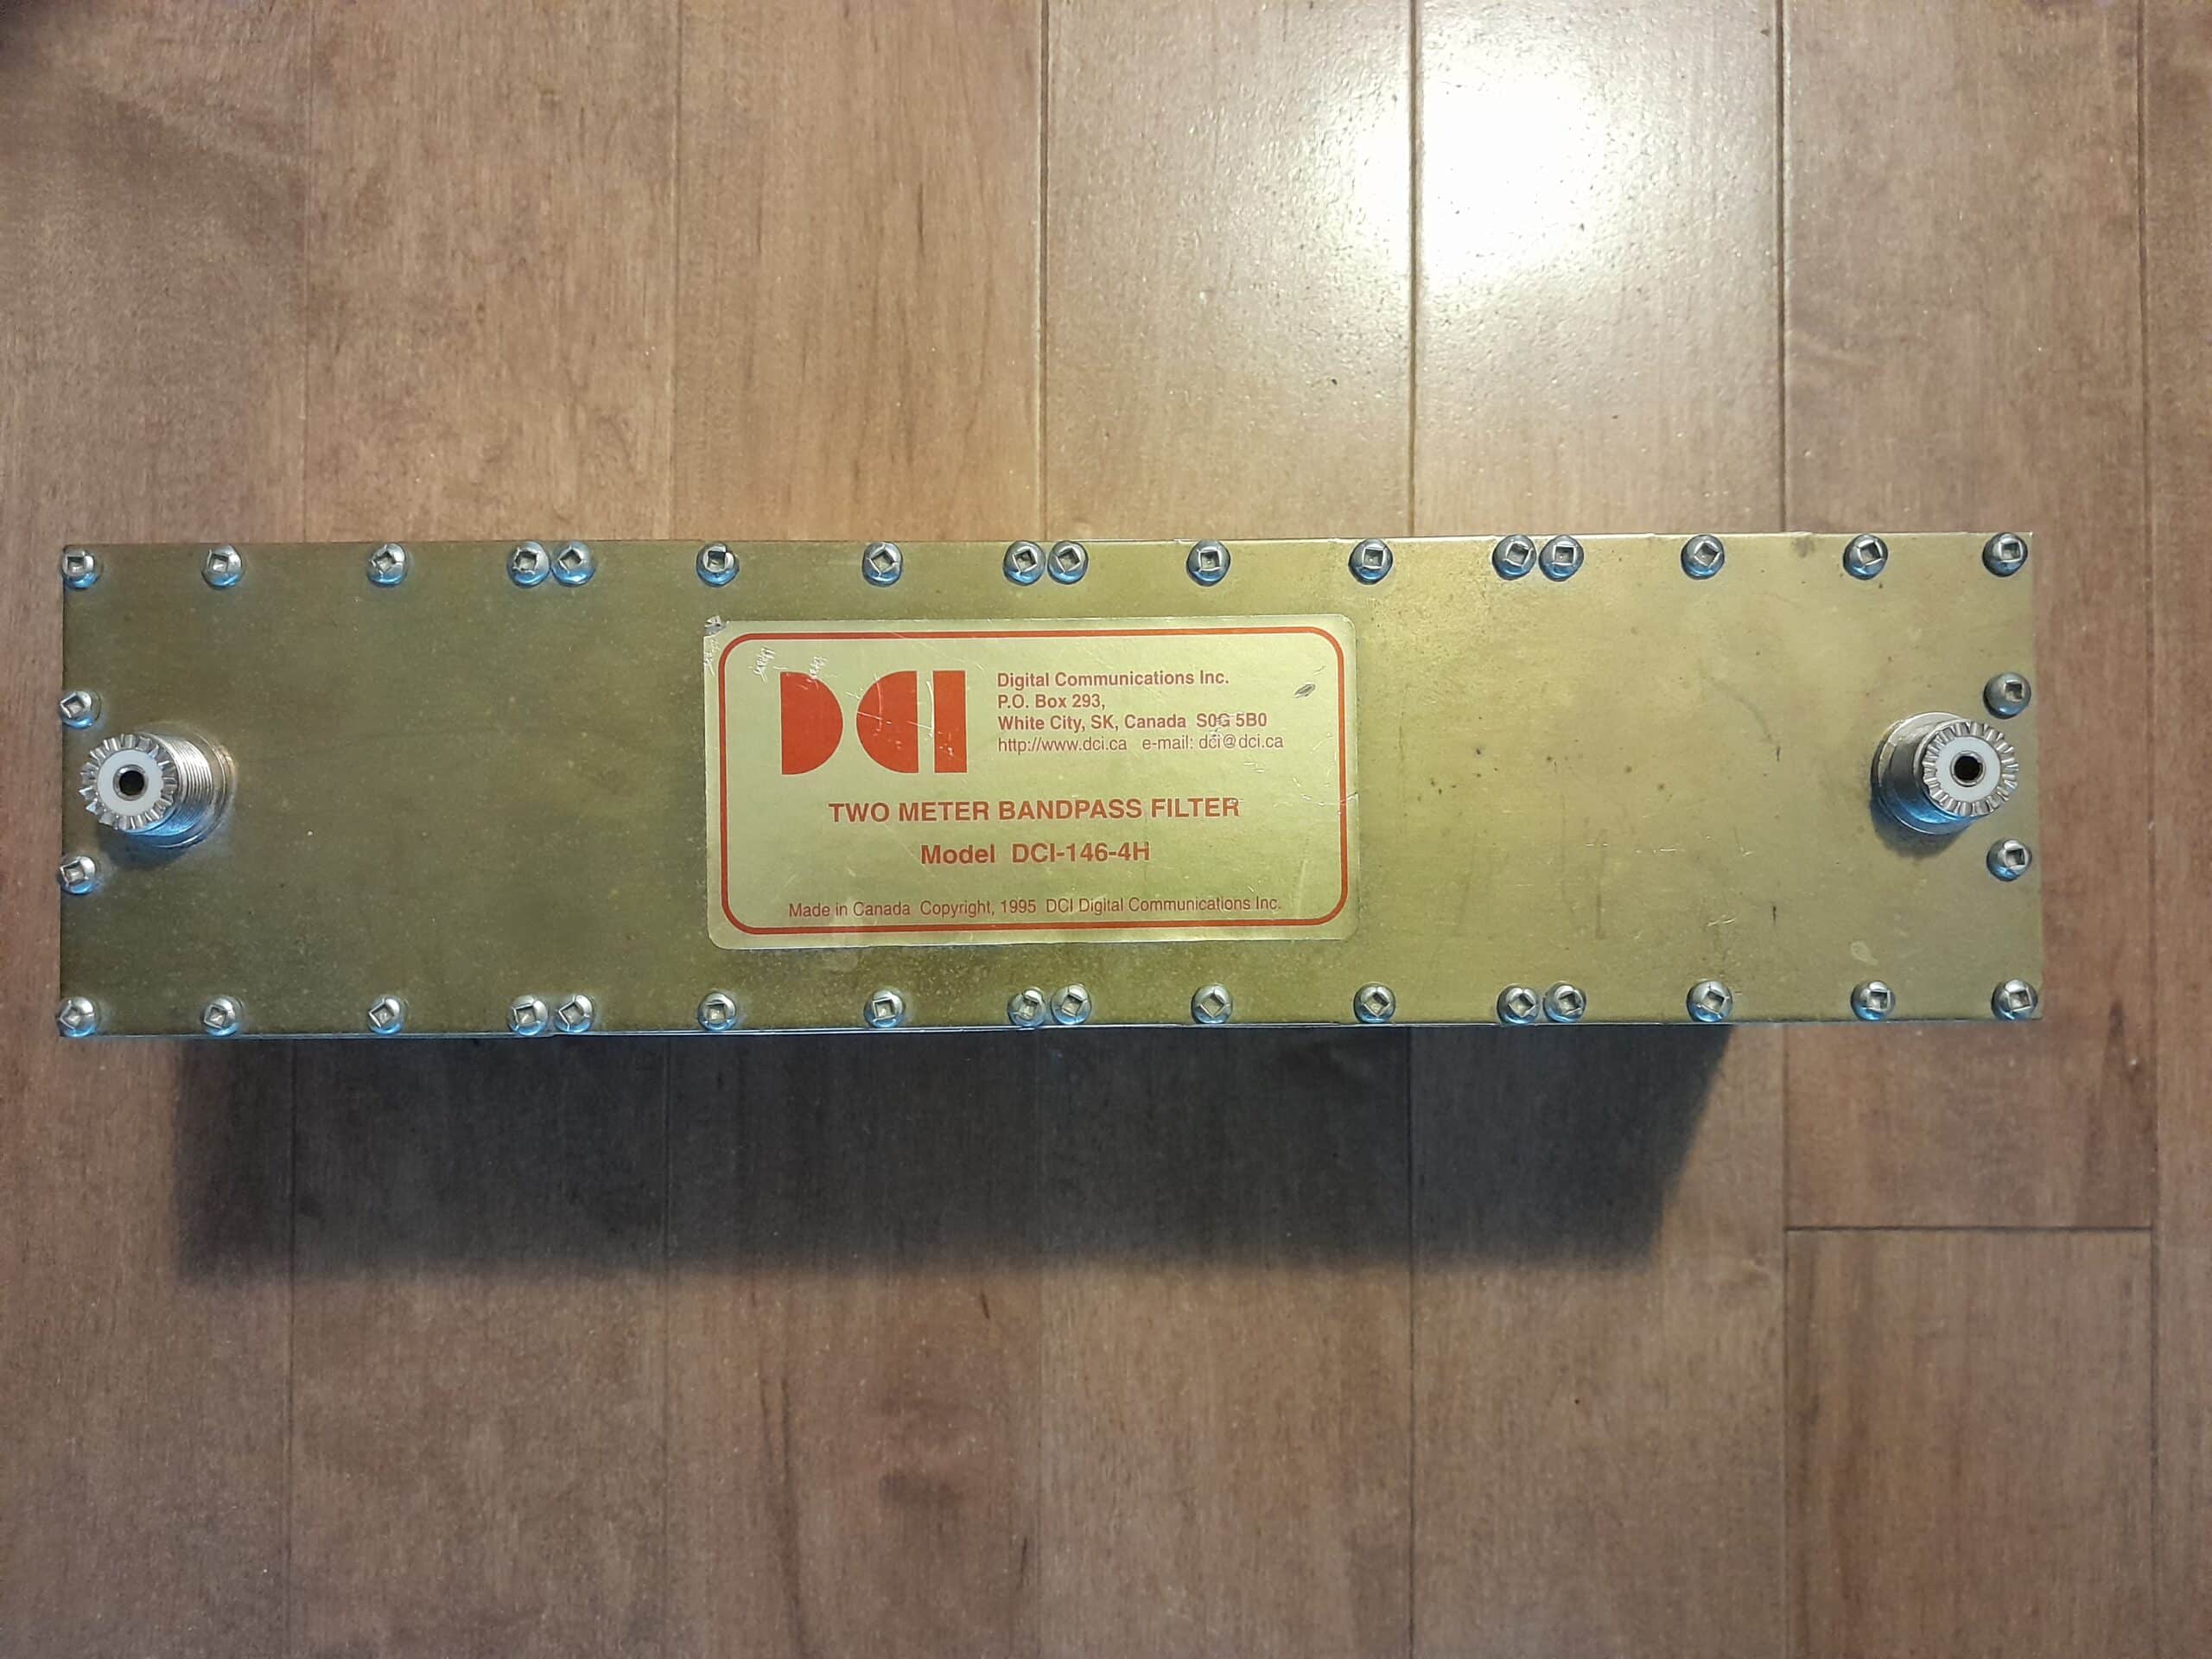 DCI
Digital Communications Inc.
P.O. Box 293,
White City, SK, Canada S0G 5B0
http://www.dci.ca e-mail: dci@dci.ca
TWO METER BANDPASS FILTER
Model DCI-146-4H
Made in Canada Copyright, 1995 DCI Digital Communications Inc.